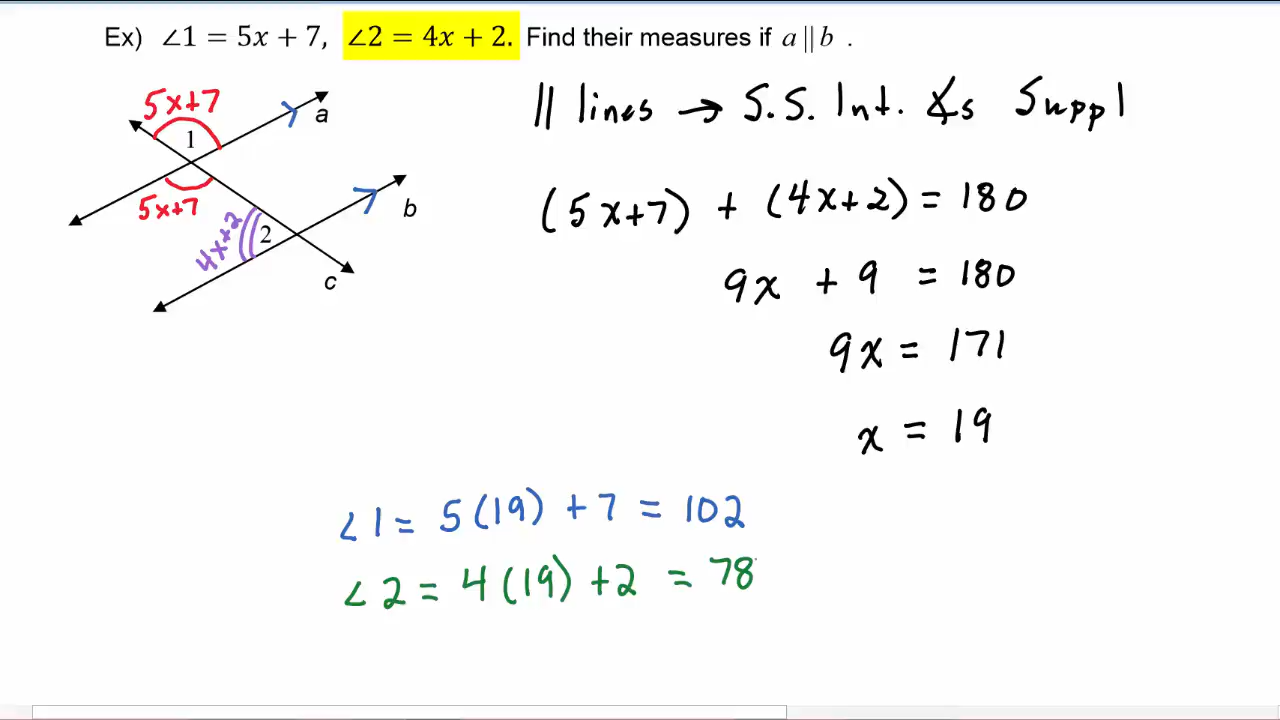 Ex) ∠1 = 5x + 7, ∠2 = 4x + 2. Find their measures if a || b .
5x+7
1
a
5x+7
b
4x+2
2
c
|| lines → S.S. Int. ∡s Suppl
(5x+7) + (4x+2) = 180
9x + 9 = 180
9x = 171
x = 19
∠1 = 5(19) + 7 = 102
∠2 = 4(19) + 2 = 78